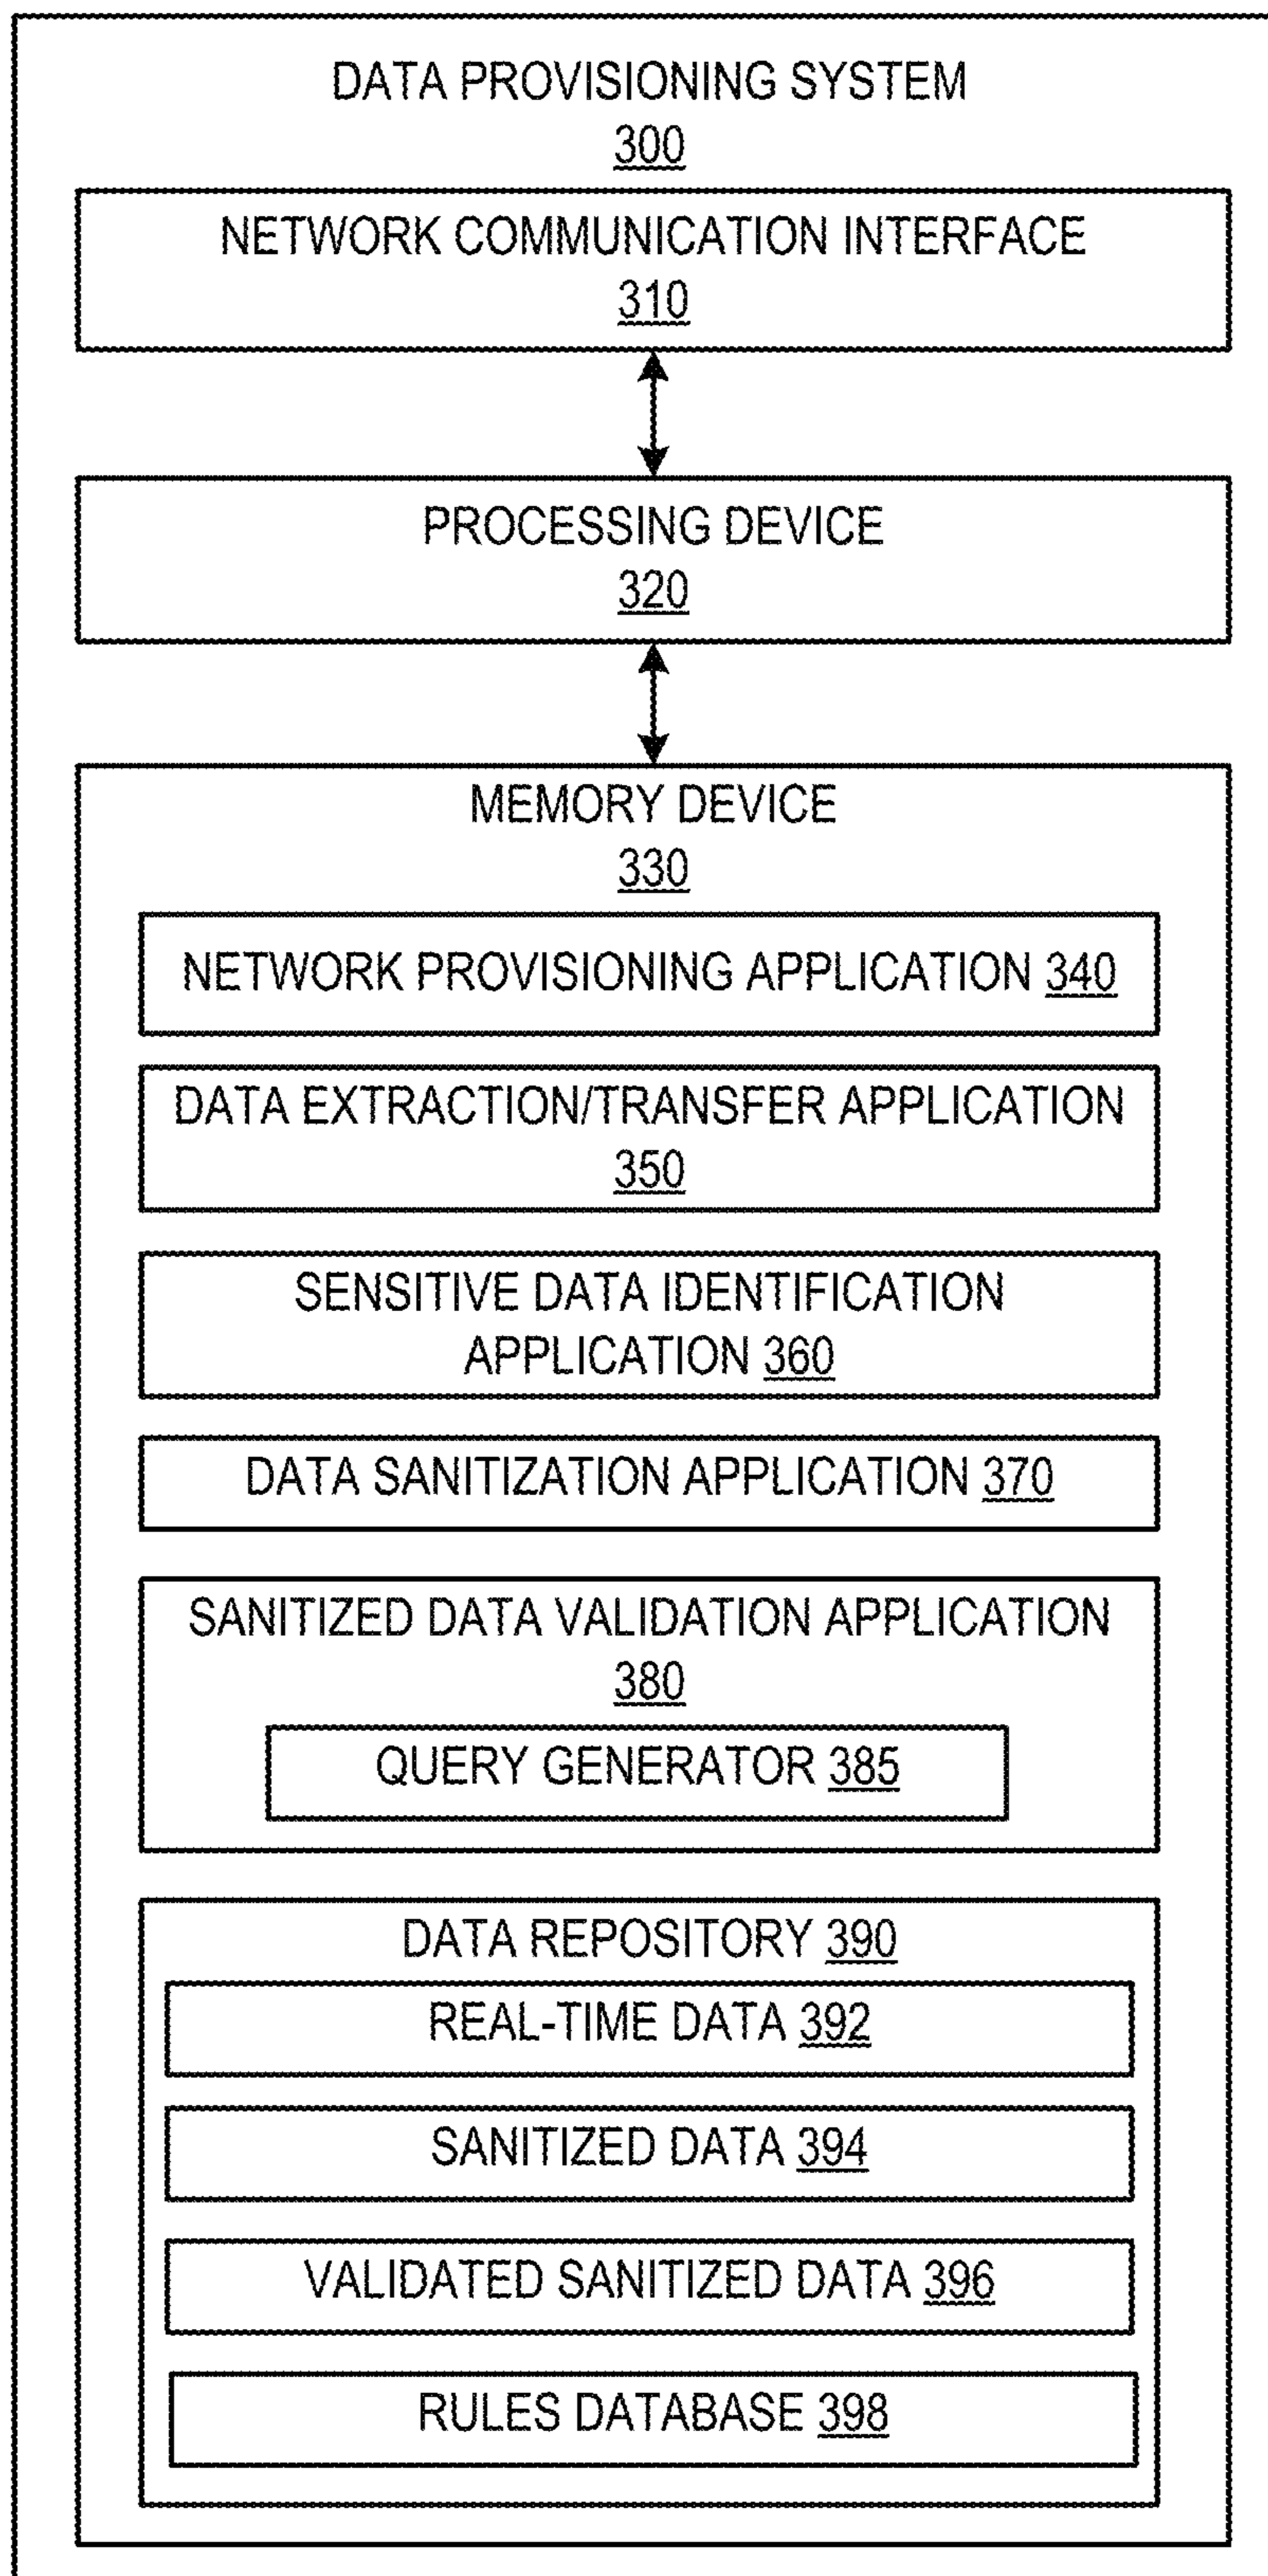 DATA PROVISIONING SYSTEM
300
NETWORK COMMUNICATION INTERFACE
310
PROCESSING DEVICE
320
MEMORY DEVICE
330
NETWORK PROVISIONING APPLICATION 340
DATA EXTRACTION/TRANSFER APPLICATION
350
SENSITIVE DATA IDENTIFICATION
APPLICATION 360
DATA SANITIZATION APPLICATION 370
SANITIZED DATA VALIDATION APPLICATION
380
QUERY GENERATOR 385
DATA REPOSITORY 390
REAL-TIME DATA 392
SANITIZED DATA 394
VALIDATED SANITIZED DATA 396
RULES DATABASE 398